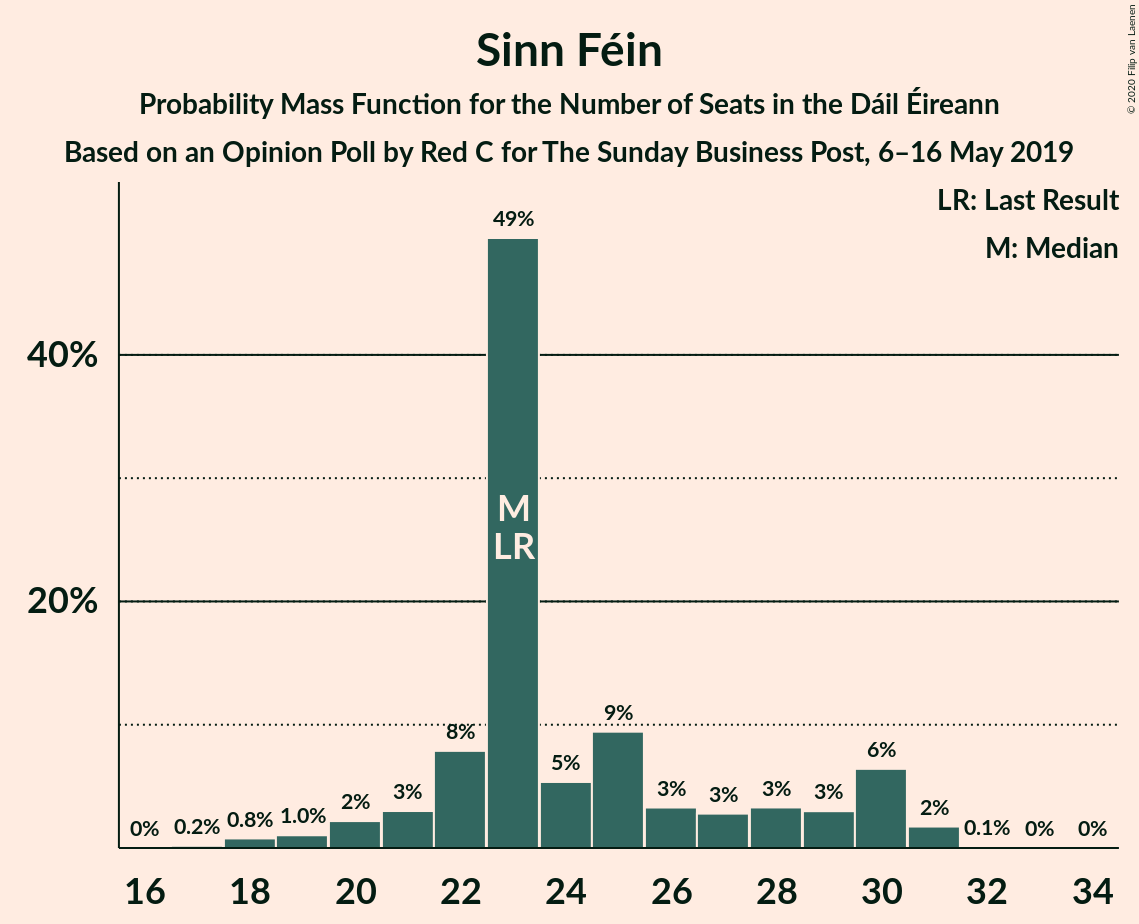 Sinn Féin
Probability Mass Function for the Number of Seats in the Dáil Éireann
Based on an Opinion Poll by Red C for The Sunday Business Post, 6–16 May 2019
© 2020 Filip van Laenen
LR: Last Result
M: Median
40%
20%
0%
0.2%
0.8%
1.0%
2%
3%
8%
49%
5%
9%
3%
3%
3%
3%
6%
2%
0.1%
0%
0%
M
LR
16 18 20 22 24 26 28 30 32 34